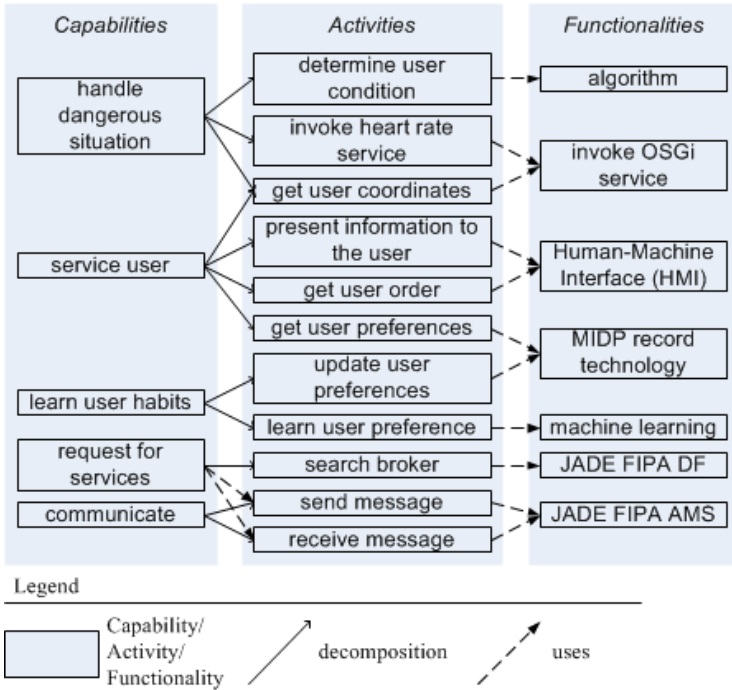 Capabilities
Activities
Functionalities
handle
dangerous
situation
service user
learn user habits
request for
services
communicate
determine user
condition
invoke heart rate
service
get user coordinates
present information to
the user
get user order
get user preferences
update user
preferences
learn user preference
search broker
send message
receive message
algorithm
invoke OSGi
service
Human-Machine
Interface (HMI)
MIDP record
technology
machine learning
JADE FIPA DF
JADE FIPA AMS
Legend
Capability/
Activity/
Functionality
decomposition
uses